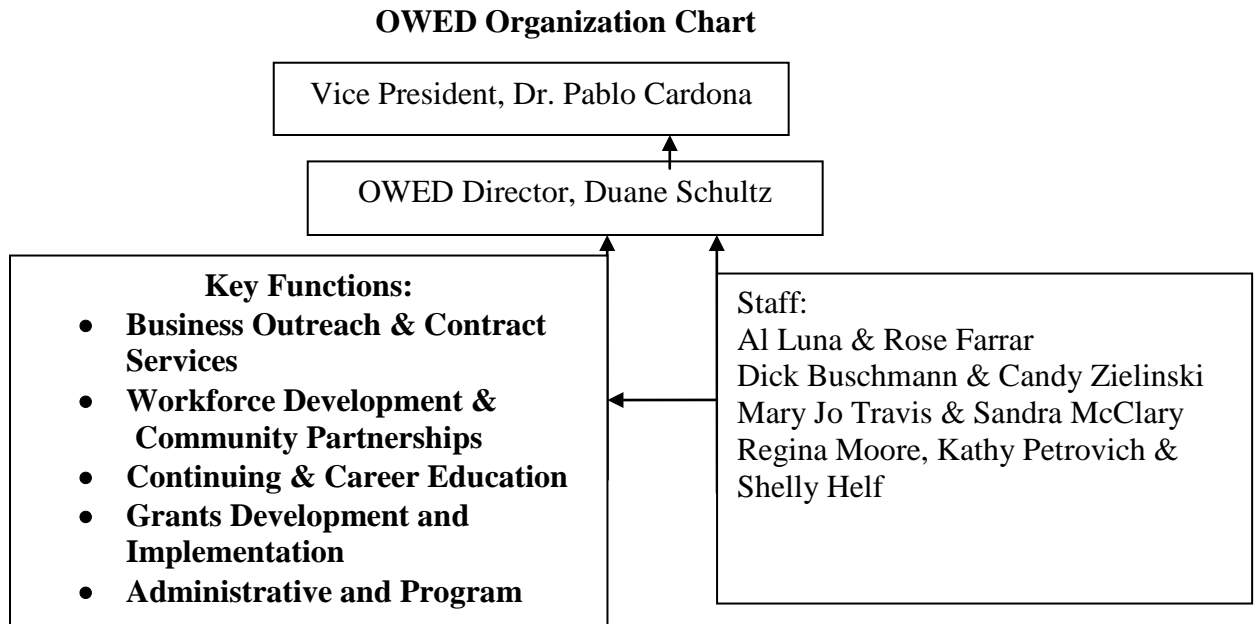 OWED Organization Chart
Vice President, Dr. Pablo Cardona
OWED Director, Duane Schultz
Key Functions:
• Business Outreach & Contract
Services
• Workforce Development &
Community Partnerships
• Continuing & Career Education
• Grants Development and
Implementation
• Administrative and Program
Staff:
Al Luna & Rose Farrar
Dick Buschmann & Candy Zielinski
Mary Jo Travis & Sandra McClary
Regina Moore, Kathy Petrovich &
Shelly Helf